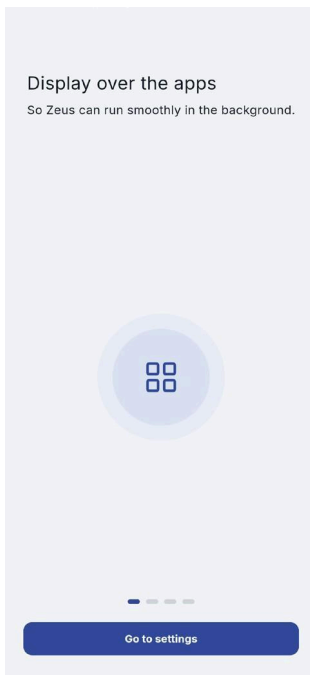 Display over the apps
So Zeus can run smoothly in the background.
Go to settings